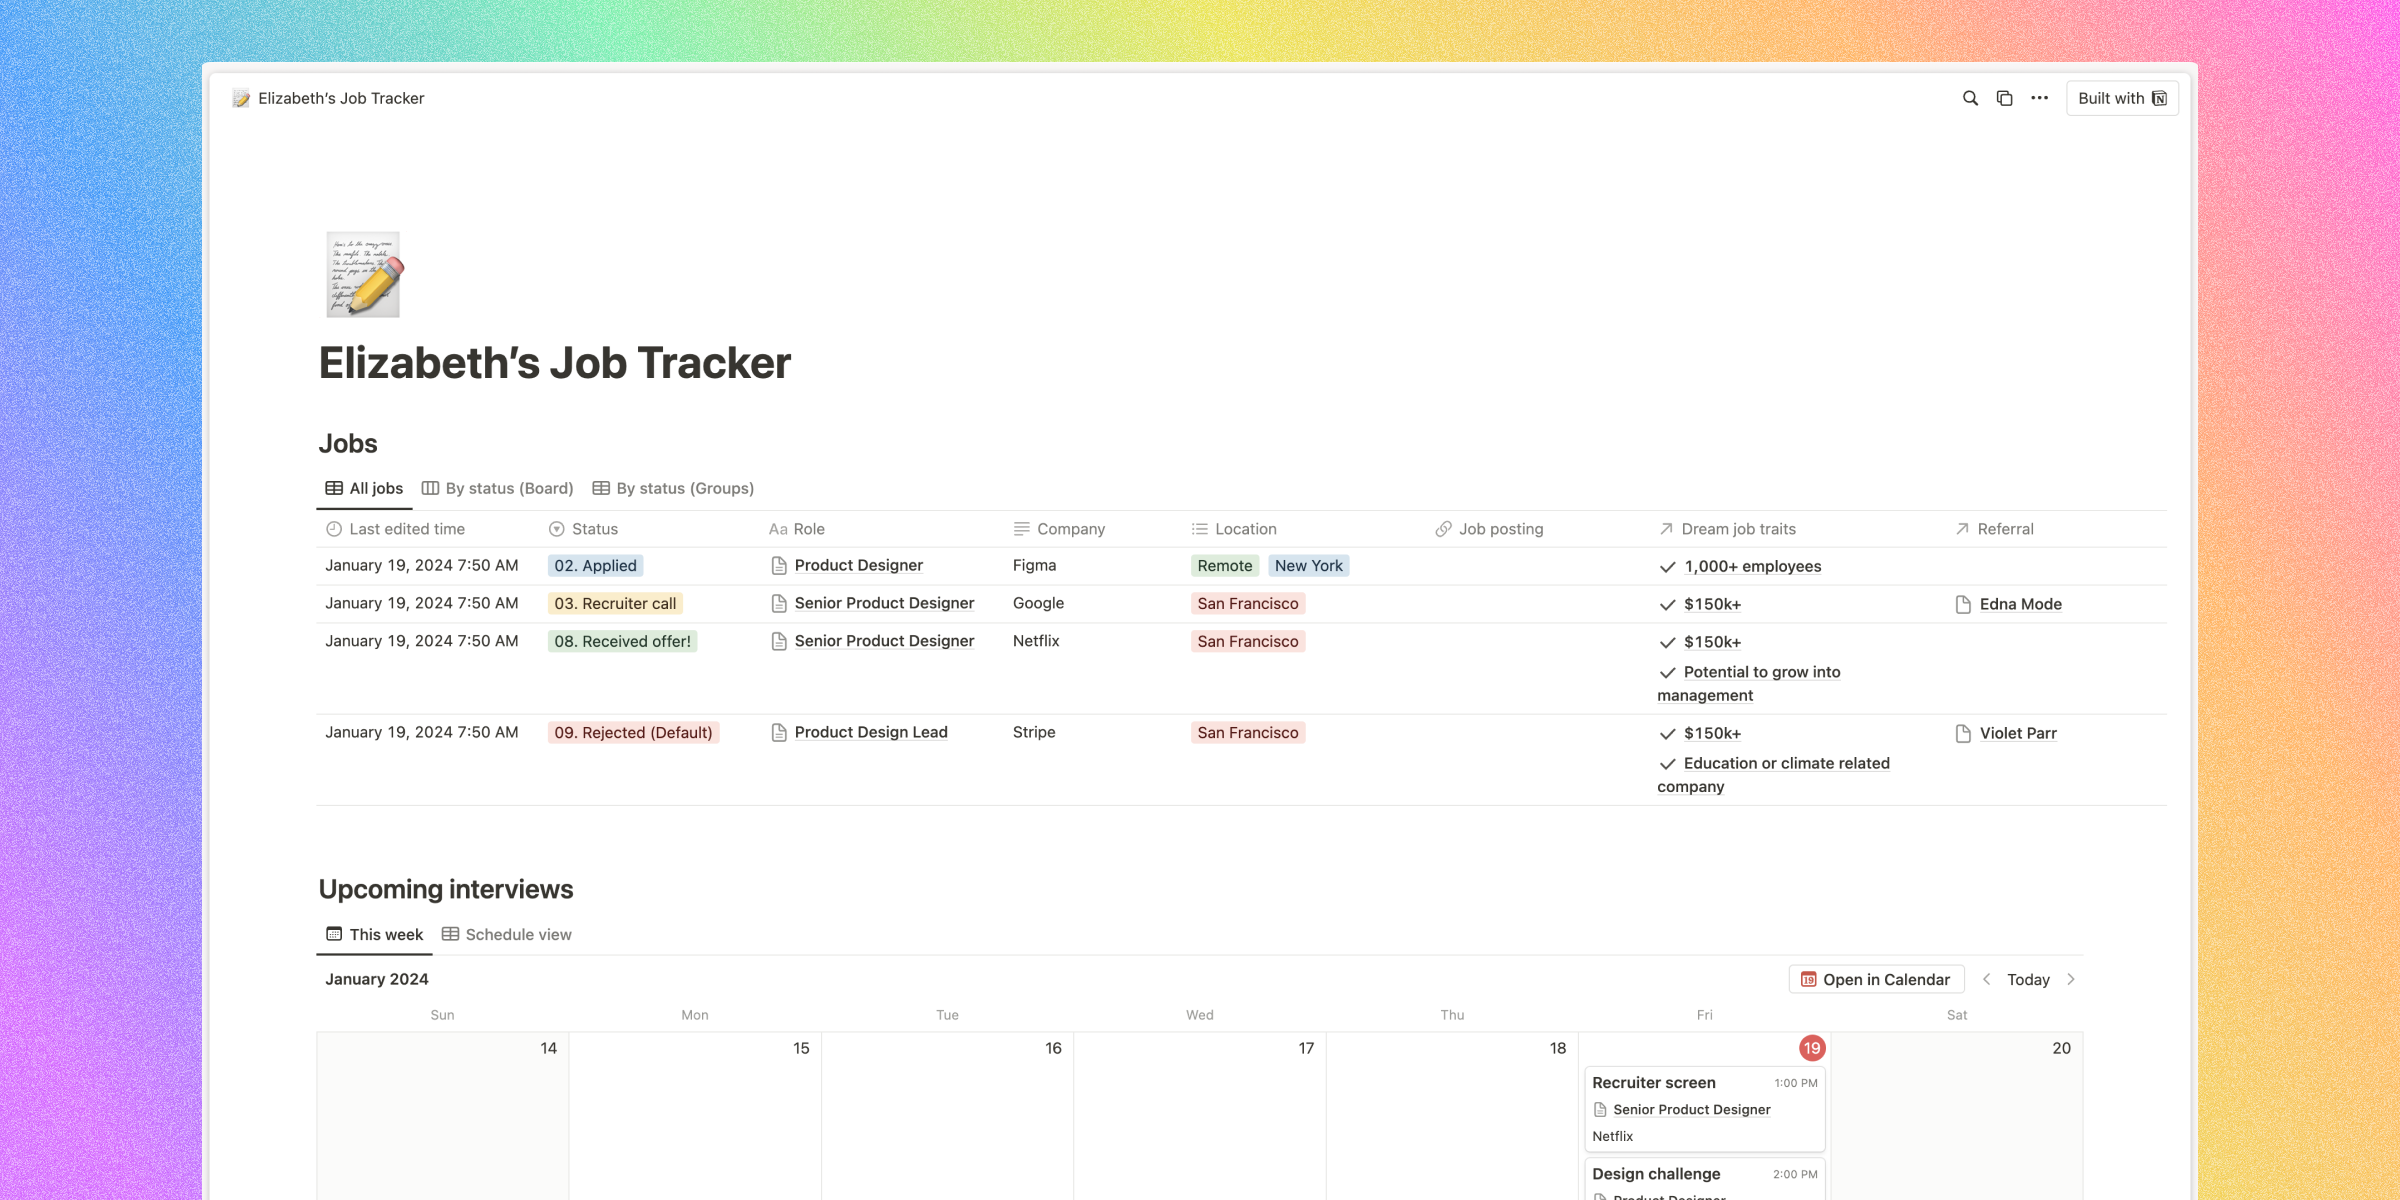 Elizabeth’s Job Tracker
Built with
Elizabeth’s Job Tracker
Jobs
All jobs By status (Board) By status (Groups)
Last edited time Status Aa Role Company Location Job posting Dream job traits Referral
January 19, 2024 7:50 AM 02. Applied Product Designer Figma Remote New York 1,000+ employees
January 19, 2024 7:50 AM 03. Recruiter call Senior Product Designer Google San Francisco $150k+ Edna Mode
January 19, 2024 7:50 AM 08. Received offer! Senior Product Designer Netflix San Francisco $150k+
Potential to grow into
management
January 19, 2024 7:50 AM 09. Rejected (Default) Product Design Lead Stripe San Francisco $150k+ Violet Parr
Education or climate related
company
Upcoming interviews
This week Schedule view
January 2024 19 Open in Calendar Today
Sun Mon Tue Wed Thu Fri Sat
14 15 16 17 18 19 20
Recruiter screen 1:00 PM
Senior Product Designer
Netflix
Design challenge 2:00 PM
Product Designer